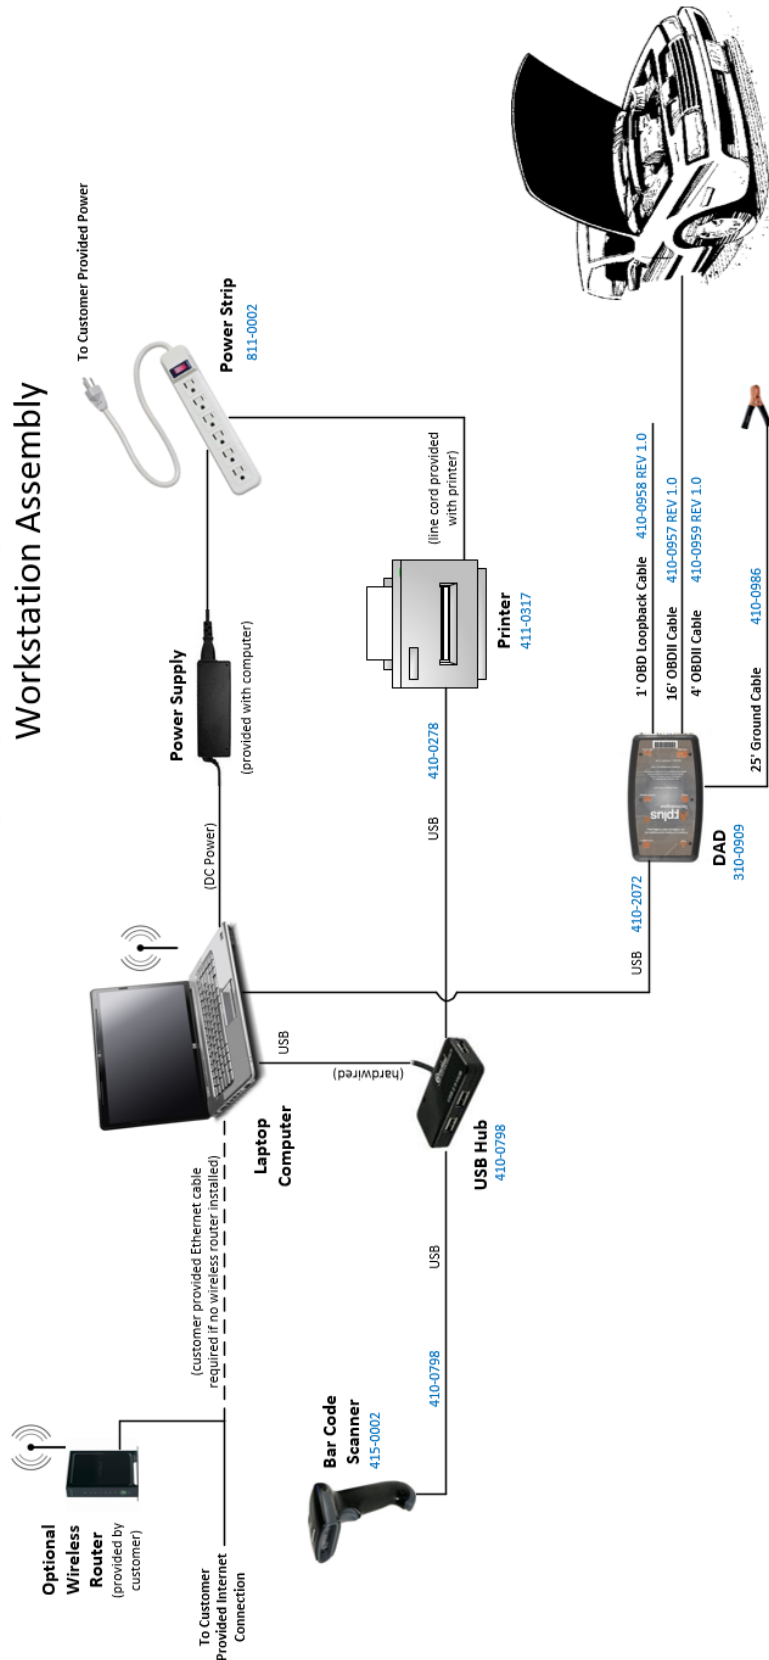 Workstation Assembly
To Customer Provided Power
Power Strip
811-0002
Power Supply
(provided with computer)
(DC Power)
(line cord provided
with printer)
Printer
411-0317
410-0278
USB
Laptop
Computer
USB
(hardwired)
USB Hub
410-0798
USB
410-0798
Bar Code
Scanner
415-0002
(customer provided Ethernet cable
required if no wireless router installed)
Optional
Wireless
Router
(provided by
customer)
To Customer
Provided Internet
Connection
USB
410-2072
Applus
DAD
310-0909
1' OBD Loopback Cable 410-0958 REV 1.0
16' OBDII Cable 410-0957 REV 1.0
4' OBDII Cable 410-0959 REV 1.0
25' Ground Cable 410-0986